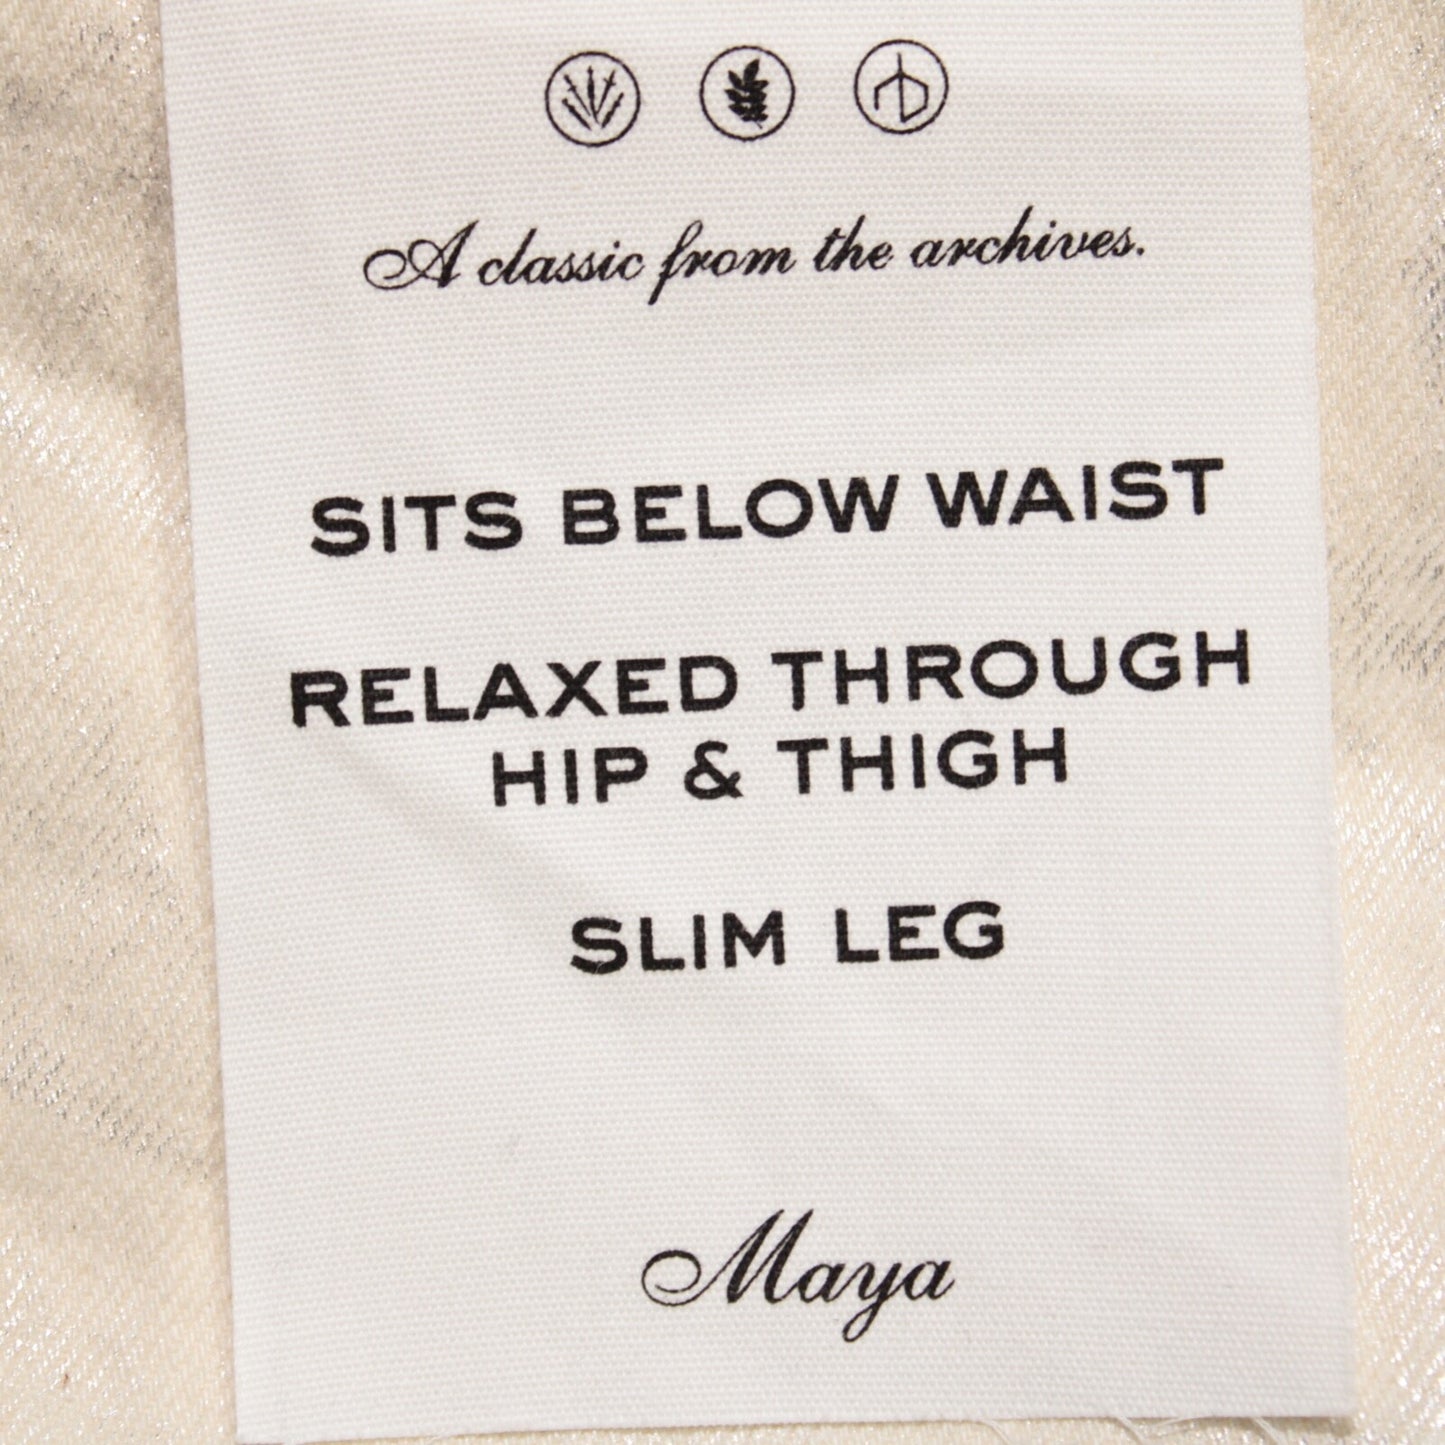 A classic from the archives.
SITS BELOW WAIST
RELAXED THROUGH
HIP & THIGH
SLIM LEG
Maya